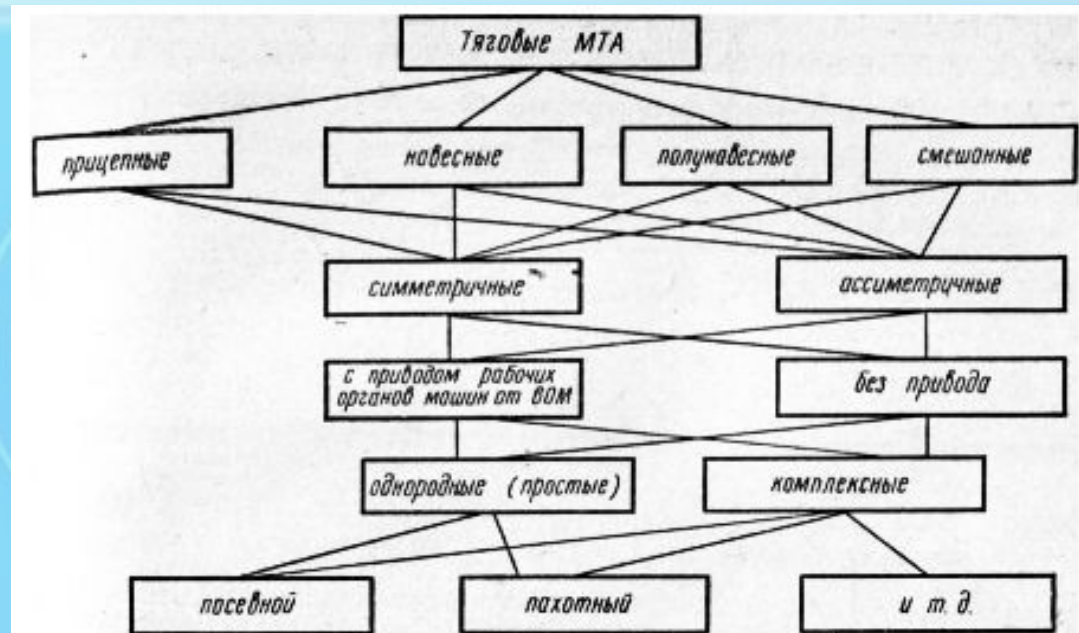 Тяговые МТА
прицепные
навесные
полунавесные
смешанные
симметричные
ассиметричные
с приводом рабочих
органов машин от ВОМ
без привода
однородные (простые)
комплексные
посевной
пахотный
и т. д.